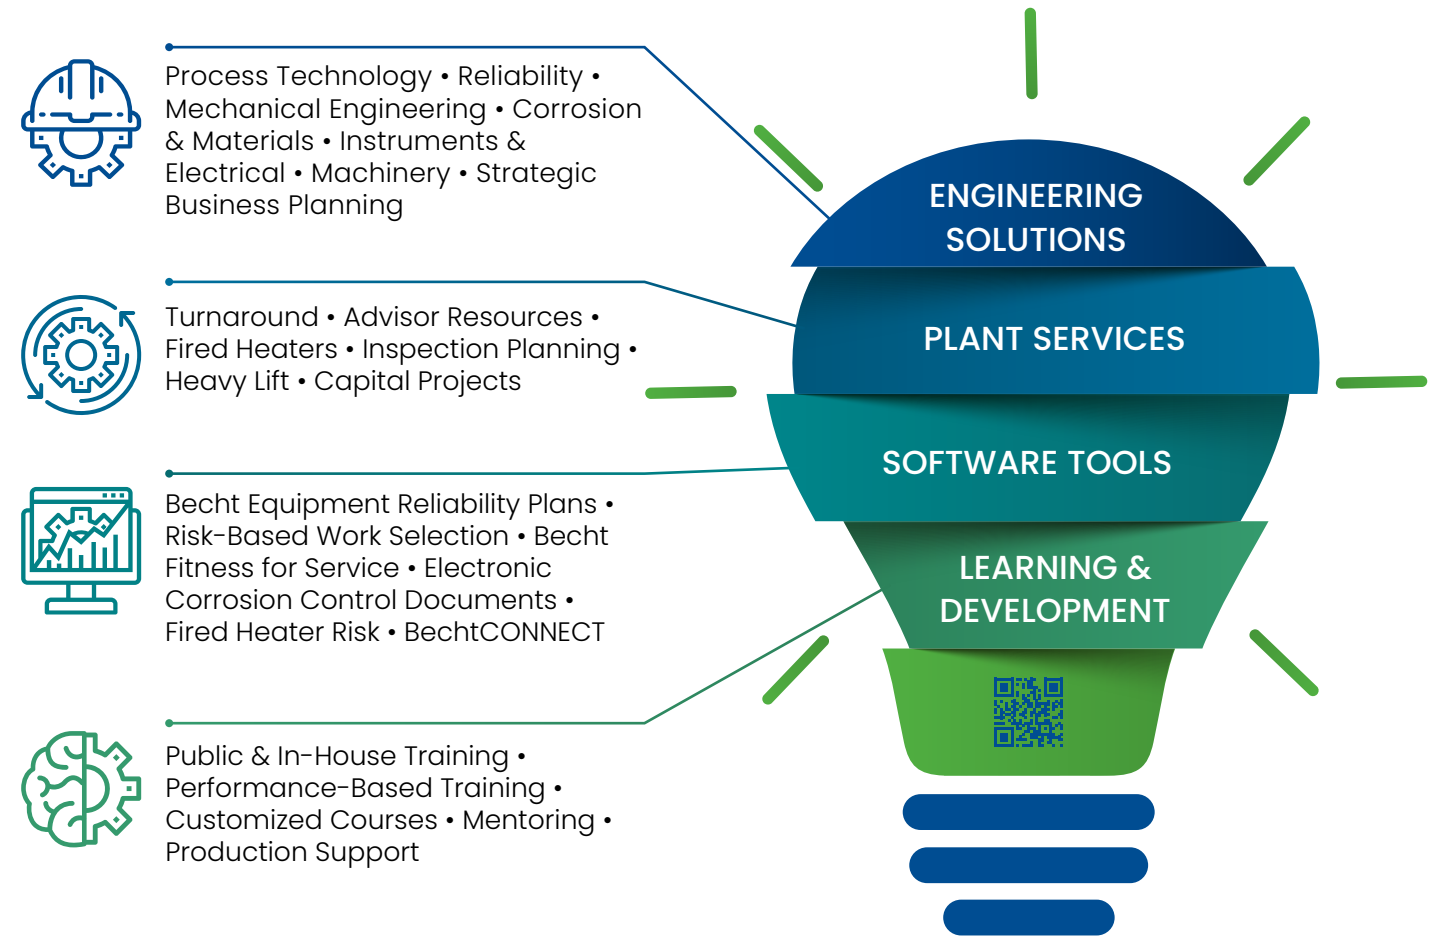 Process Technology • Reliability •
Mechanical Engineering • Corrosion
& Materials • Instruments &
Electrical • Machinery • Strategic
Business Planning
ENGINEERING
SOLUTIONS
Turnaround • Advisor Resources •
Fired Heaters • Inspection Planning •
Heavy Lift • Capital Projects
PLANT SERVICES
Becht Equipment Reliability Plans •
Risk-Based Work Selection • Becht
Fitness for Service • Electronic
Corrosion Control Documents •
Fired Heater Risk • BechtCONNECT
SOFTWARE TOOLS
Public & In-House Training •
Performance-Based Training •
Customized Courses • Mentoring •
Production Support
LEARNING &
DEVELOPMENT